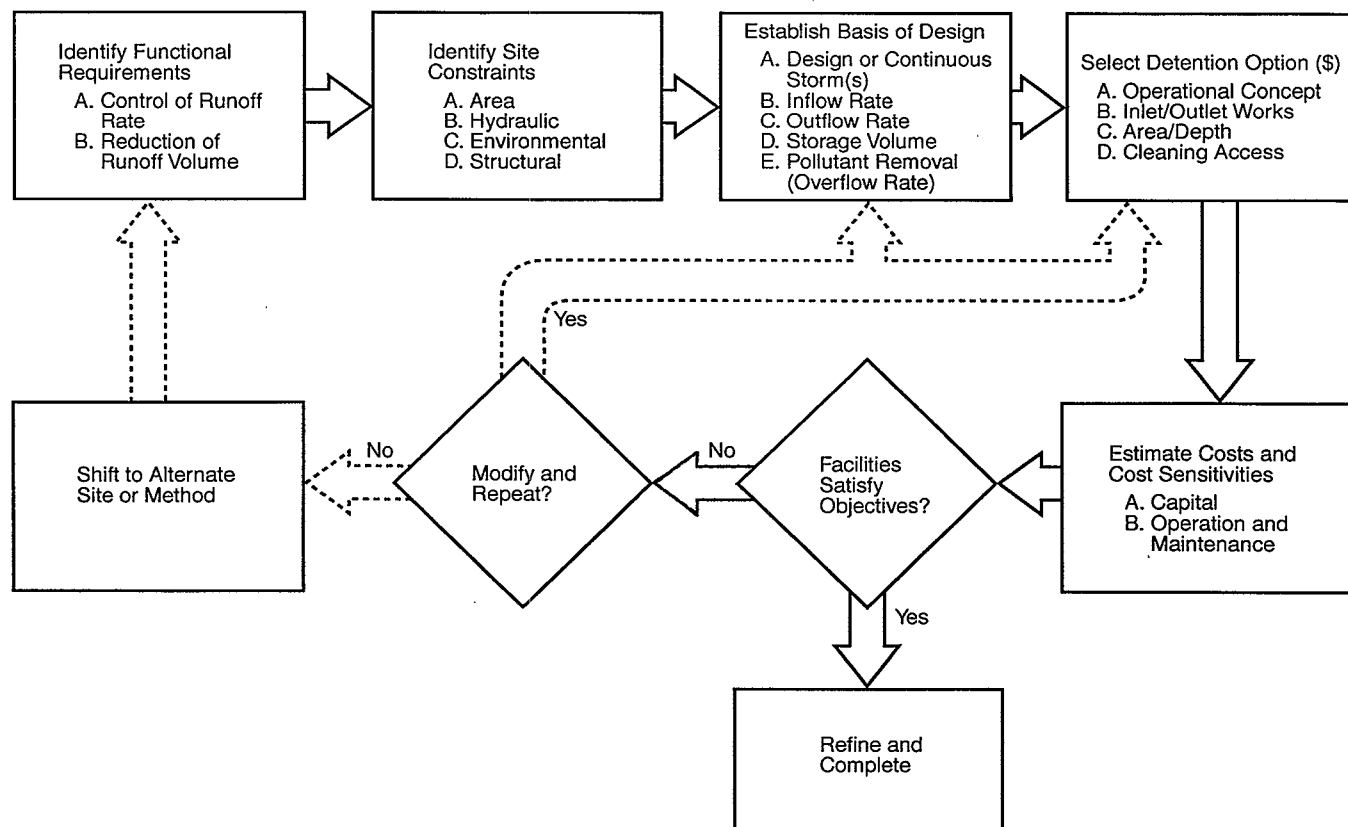 Identify Functional
Requirements
A. Control of Runoff
Rate
B. Reduction of
Runoff Volume
Identify Site
Constraints
A. Area
B. Hydraulic
C. Environmental
D. Structural
Establish Basis of Design
A. Design or Continuous
Storm(s)
B. Inflow Rate
C. Outflow Rate
D. Storage Volume
E. Pollutant Removal
(Overflow Rate)
Select Detention Option ($)
A. Operational Concept
B. Inlet/Outlet Works
C. Area/Depth
D. Cleaning Access
Estimate Costs and
Cost Sensitivities
A. Capital
B. Operation and
Maintenance
Facilities
Satisfy
Objectives?
No
Yes
Modify and
Repeat?
Yes
No
Shift to Alternate
Site or Method
Refine and
Complete